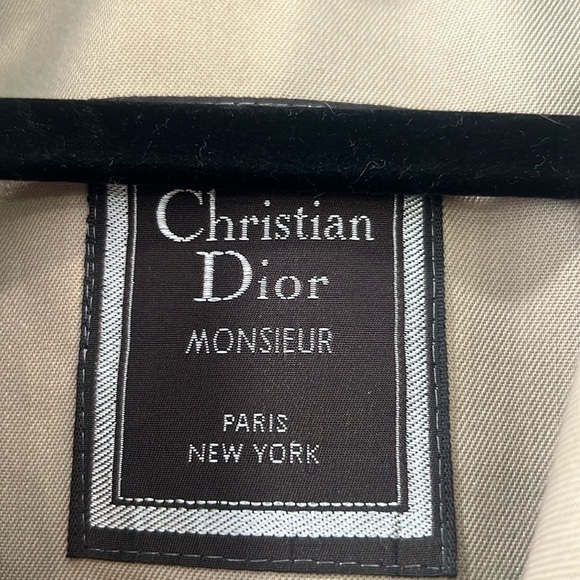 Christian
Dior
MONSIEUR
PARIS
NEW YORK